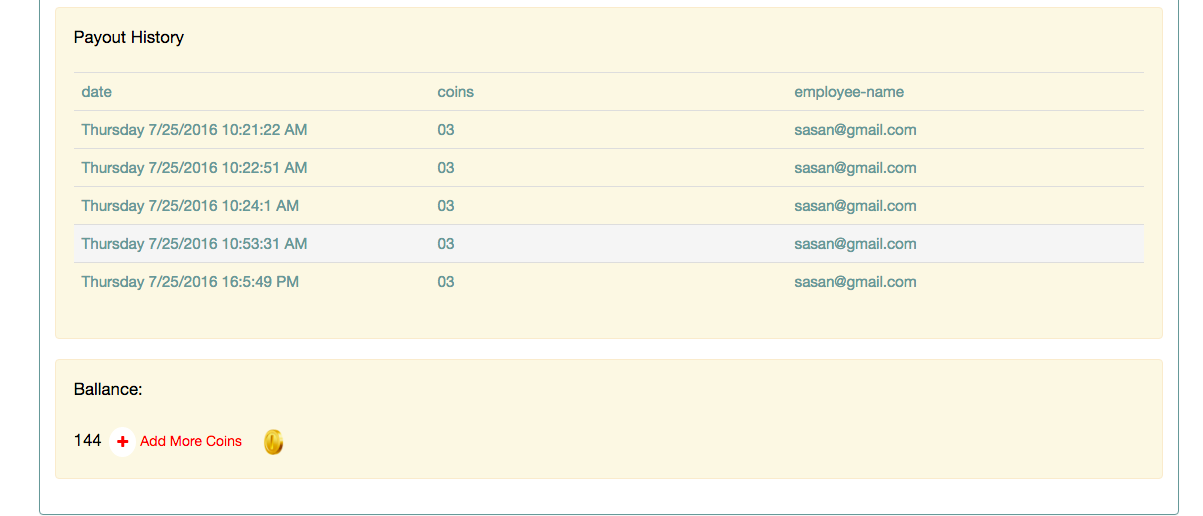 Payout History
date coins employee-name
Thursday 7/25/2016 10:21:22 AM 03 sasan@gmail.com
Thursday 7/25/2016 10:22:51 AM 03 sasan@gmail.com
Thursday 7/25/2016 10:24:1 AM 03 sasan@gmail.com
Thursday 7/25/2016 10:53:31 AM 03 sasan@gmail.com
Thursday 7/25/2016 16:5:49 PM 03 sasan@gmail.com
Ballance:
144 Add More Coins